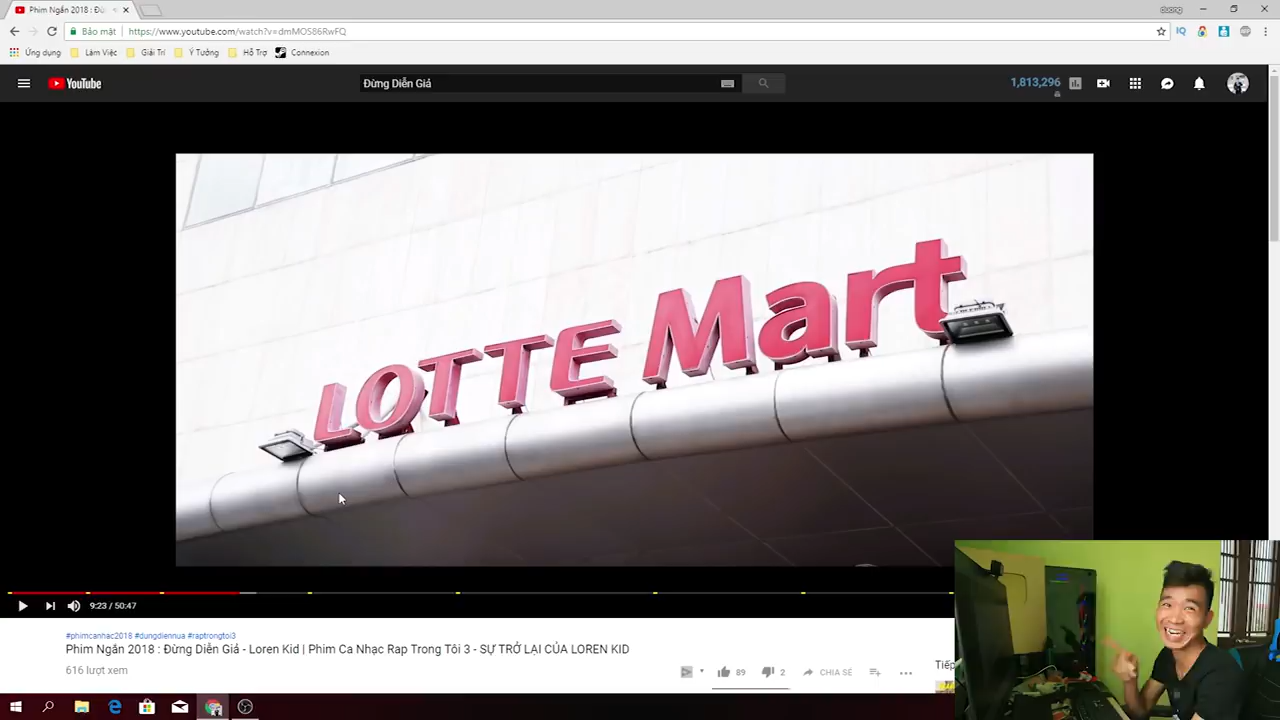 Phim Ngắn 2018 : Đừ
duong
Bảo mật
https://www.youtube.com/watch?v=dmMOS86RwFQ
IQ
Ứng dụng
Làm Việc
Giải Trí
Ý Tưởng
Hỗ Trợ
Connexion
YouTube
Đừng Diễn Giả
1,813,296
LOTTE Mart
9:23 / 50:47
#phimcanhac2018 #dungdiennua #raptrongtoi3
Phim Ngắn 2018 : Đừng Diễn Giả - Loren Kid | Phim Ca Nhạc Rap Trong Tôi 3 - SỰ TRỞ LẠI CỦA LOREN KID
616 lượt xem
89
2
CHIA SẺ
Tiếp